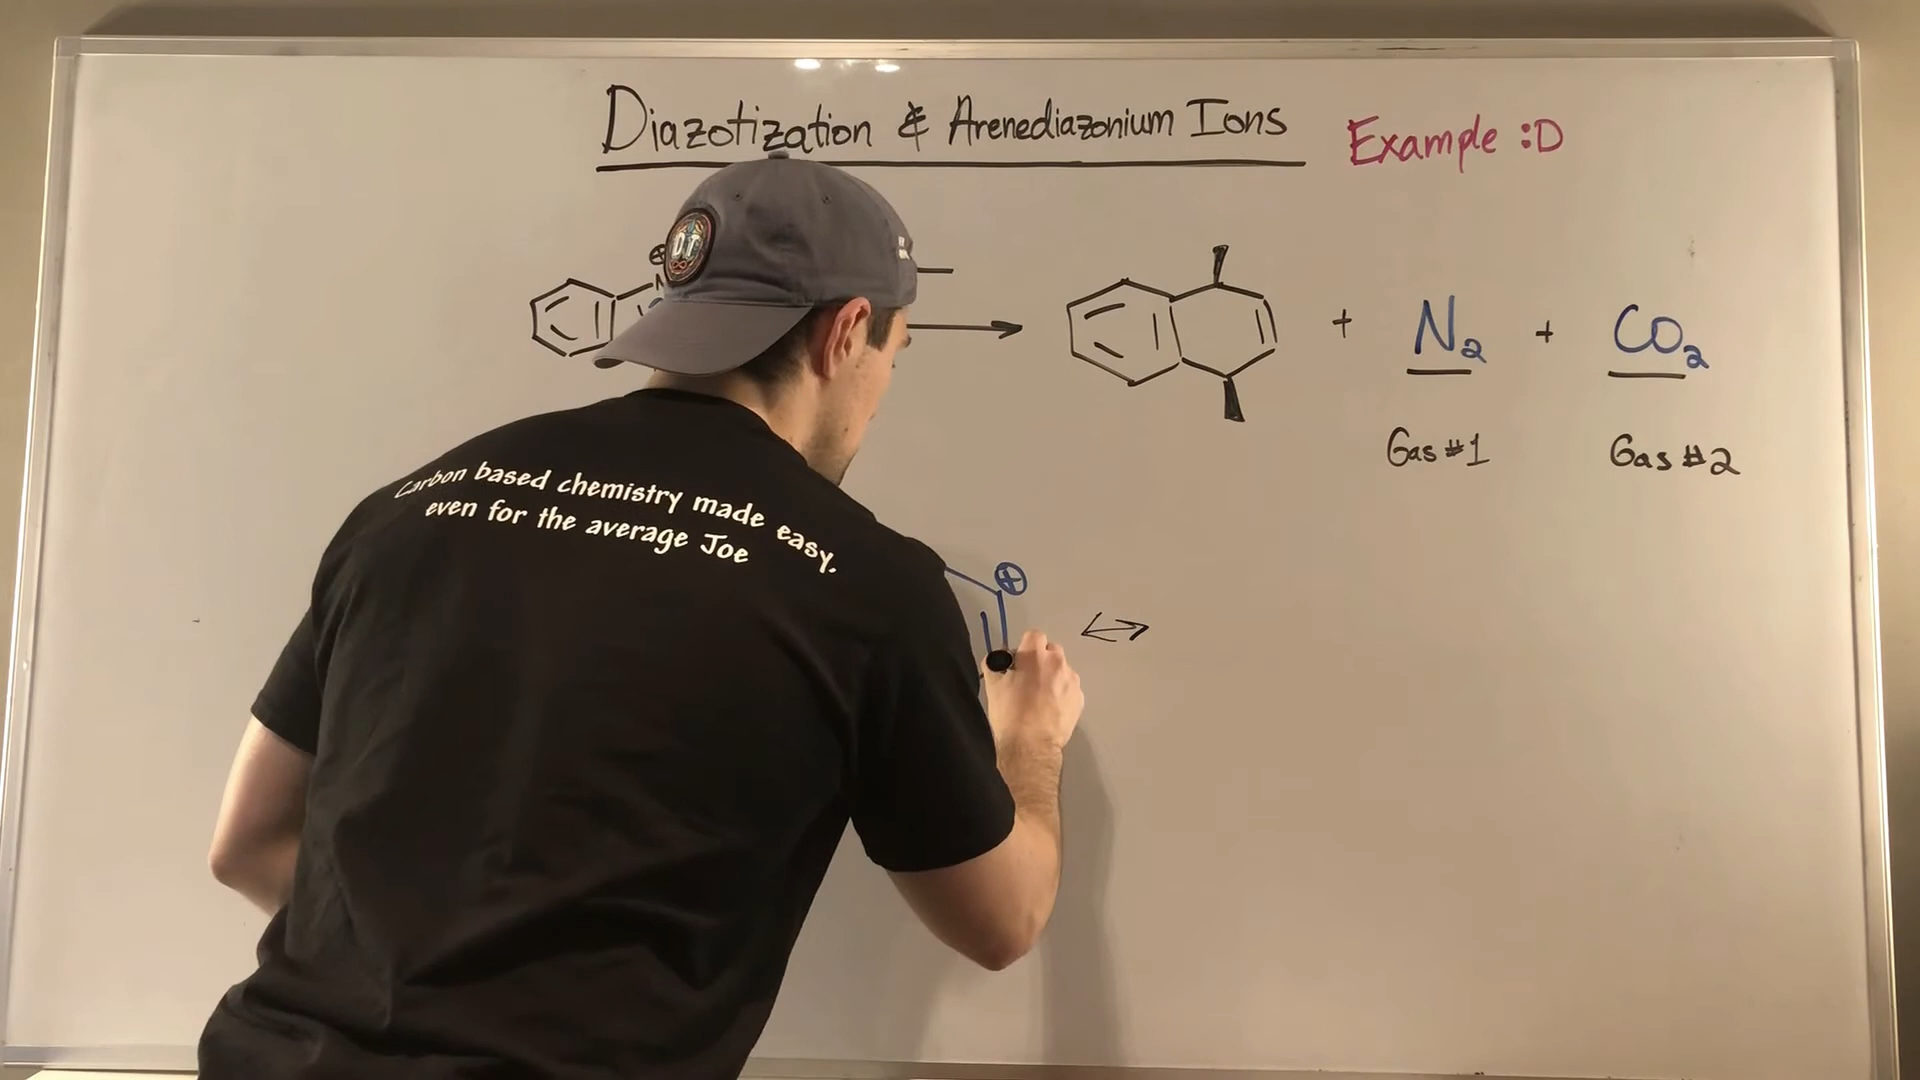 Diazotization & Arenediazonium Ions
Example :D
⊕
+ N₂ + CO₂
Gas #1 Gas #2
DT
Carbon based chemistry made easy,
even for the average Joe
⊕